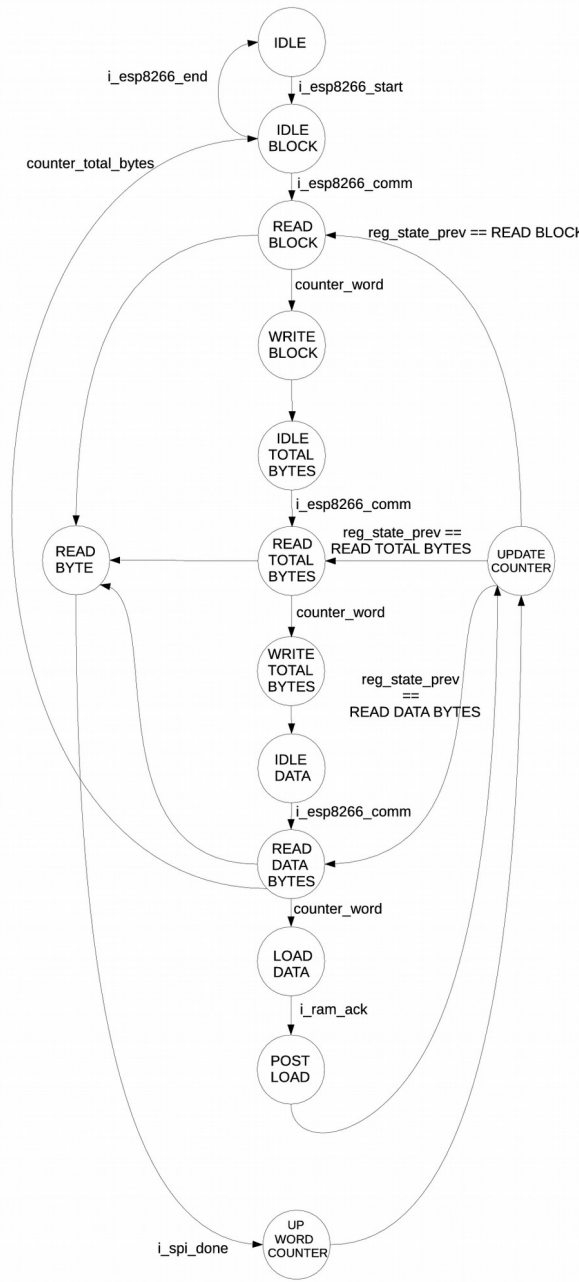 IDLE
i_esp8266_end
i_esp8266_start
IDLE
BLOCK
counter_total_bytes
i_esp8266_comm
READ
BLOCK
reg_state_prev == READ BLOCK
counter_word
WRITE
BLOCK
IDLE
TOTAL
BYTES
i_esp8266_comm
READ
BYTE
READ
TOTAL
BYTES
reg_state_prev ==
READ TOTAL BYTES
UPDATE
COUNTER
counter_word
WRITE
TOTAL
BYTES
reg_state_prev
==
READ DATA BYTES
IDLE
DATA
i_esp8266_comm
READ
DATA
BYTES
counter_word
LOAD
DATA
i_ram_ack
POST
LOAD
UP
WORD
COUNTER
i_spi_done